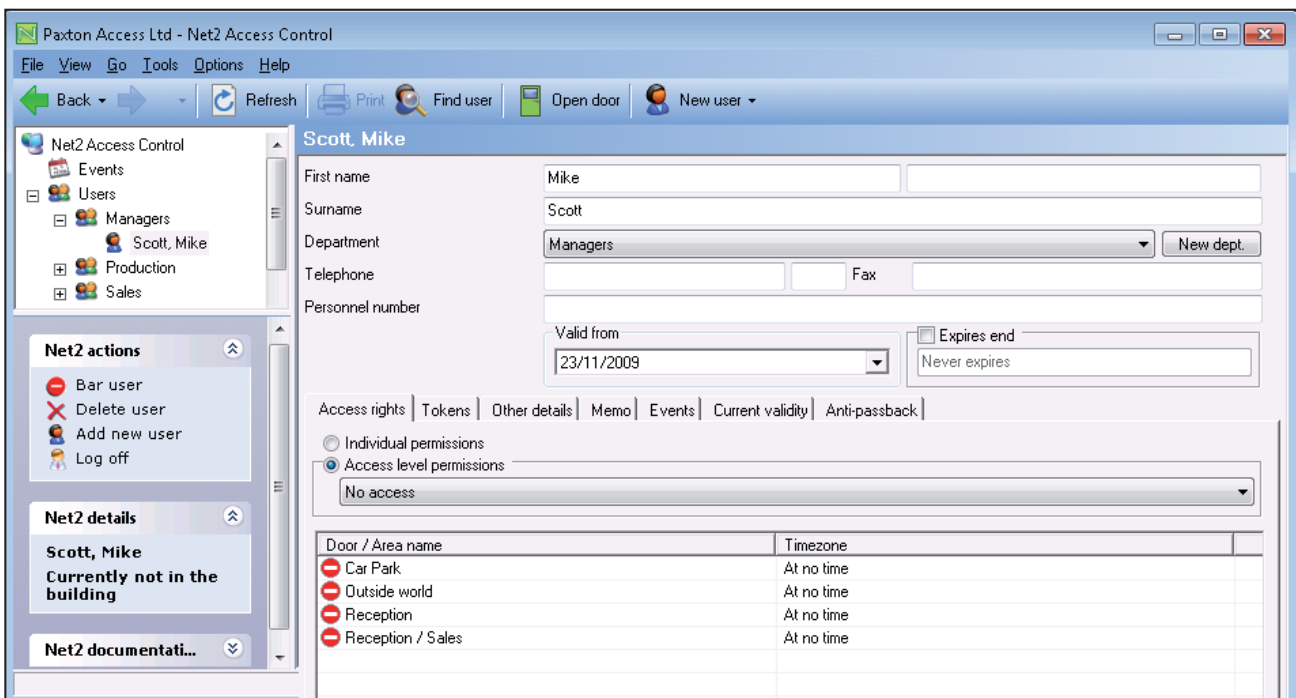 Paxton Access Ltd - Net2 Access Control
File View Go Tools Options Help
Back Refresh Print Find user Open door New user
Net2 Access Control
Events
Users
Managers
Scott, Mike
Production
Sales
Net2 actions
Bar user
Delete user
Add new user
Log off
Net2 details
Scott, Mike
Currently not in the
building
Net2 documentati...
Scott, Mike
First name Mike
Surname Scott
Department Managers New dept.
Telephone Fax
Personnel number
Valid from Expires end
23/11/2009 Never expires
Access rights Tokens Other details Memo Events Current validity Anti-passback
Individual permissions
Access level permissions
No access
Door / Area name Timezone
Car Park At no time
Outside world At no time
Reception At no time
Reception / Sales At no time